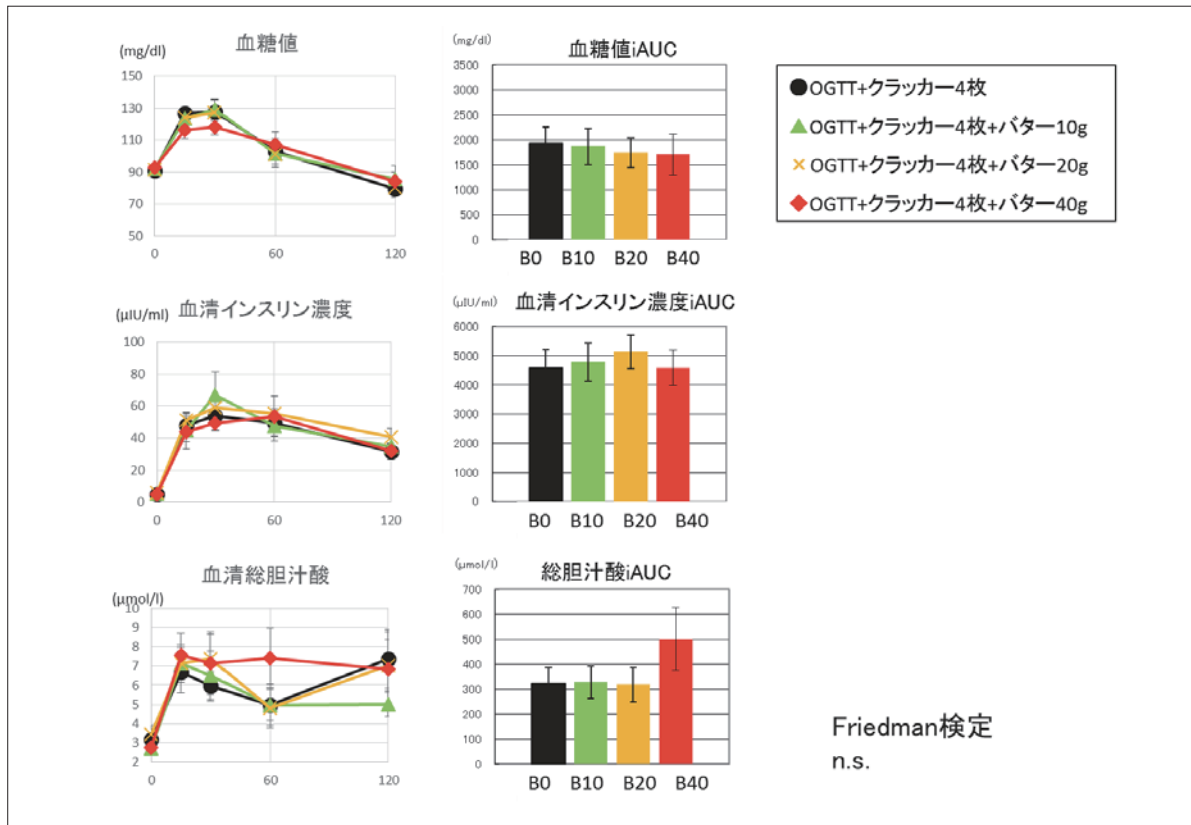 血糖値
(mg/dl)
150
130
110
90
70
50
0
60
120
血糖値iAUC
(mg/dl)
3500
3000
2500
2000
1500
1000
500
0
B0 B10 B20 B40
●OGTT+クラッカー4枚
▲OGTT+クラッカー4枚+バター10g
×OGTT+クラッカー4枚+バター20g
◆OGTT+クラッカー4枚+バター40g
血清インスリン濃度
(μIU/ml)
100
80
60
40
20
0
0
60
120
血清インスリン濃度iAUC
(μIU/ml)
6000
5000
4000
3000
2000
1000
0
B0 B10 B20 B40
血清総胆汁酸
(μmol/l)
10
9
8
7
6
5
4
3
2
0
60
120
総胆汁酸iAUC
(μmol/l)
700
600
500
400
300
200
100
0
B0 B10 B20 B40
Friedman検定
n.s.